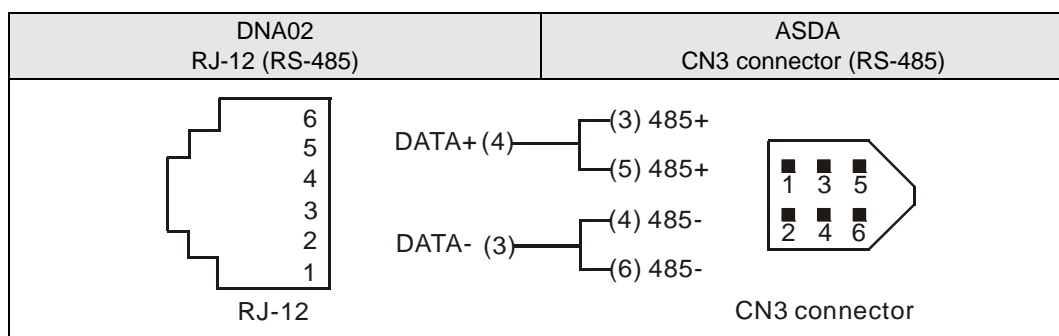 DNA02
RJ-12 (RS-485)
ASDA
CN3 connector (RS-485)
6
5
4
3
2
1
RJ-12
DATA+ (4)
(3) 485+
(5) 485+
DATA- (3)
(4) 485-
(6) 485-
1 3 5
2 4 6
CN3 connector